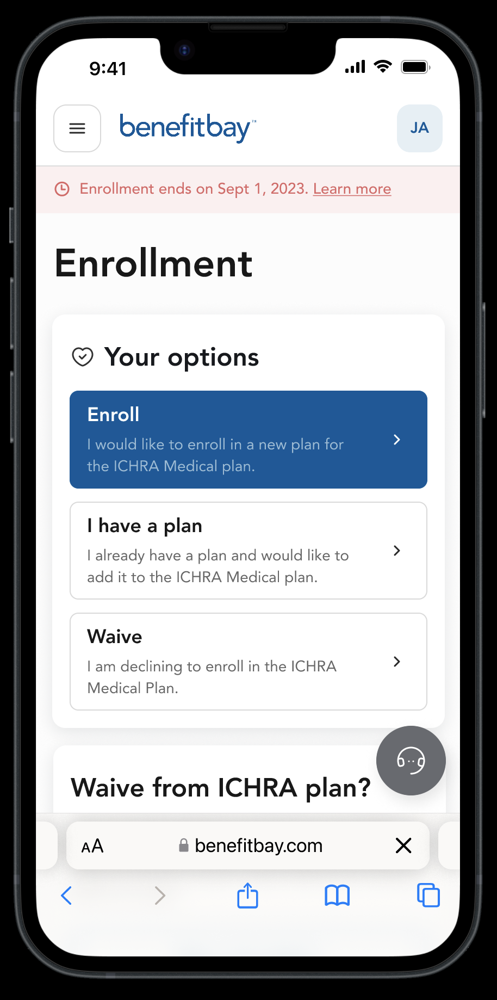 9:41
benefitbay™
JA
Enrollment ends on Sept 1, 2023. Learn more
Enrollment
Your options
Enroll
I would like to enroll in a new plan for
the ICHRA Medical plan.
I have a plan
I already have a plan and would like to
add it to the ICHRA Medical plan.
Waive
I am declining to enroll in the ICHRA
Medical Plan.
Waive from ICHRA plan?
AA benefitbay.com